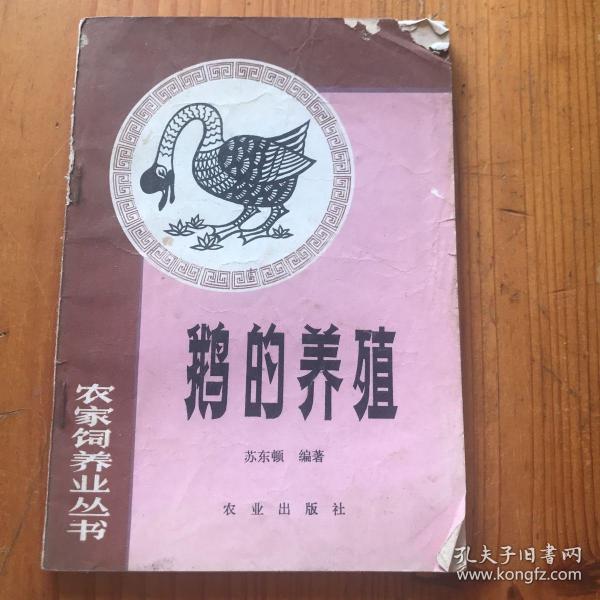 鹅的养殖
苏东顿 编著
农业出版社
农家饲养业丛书
孔夫子旧书网
www.kongfz.com